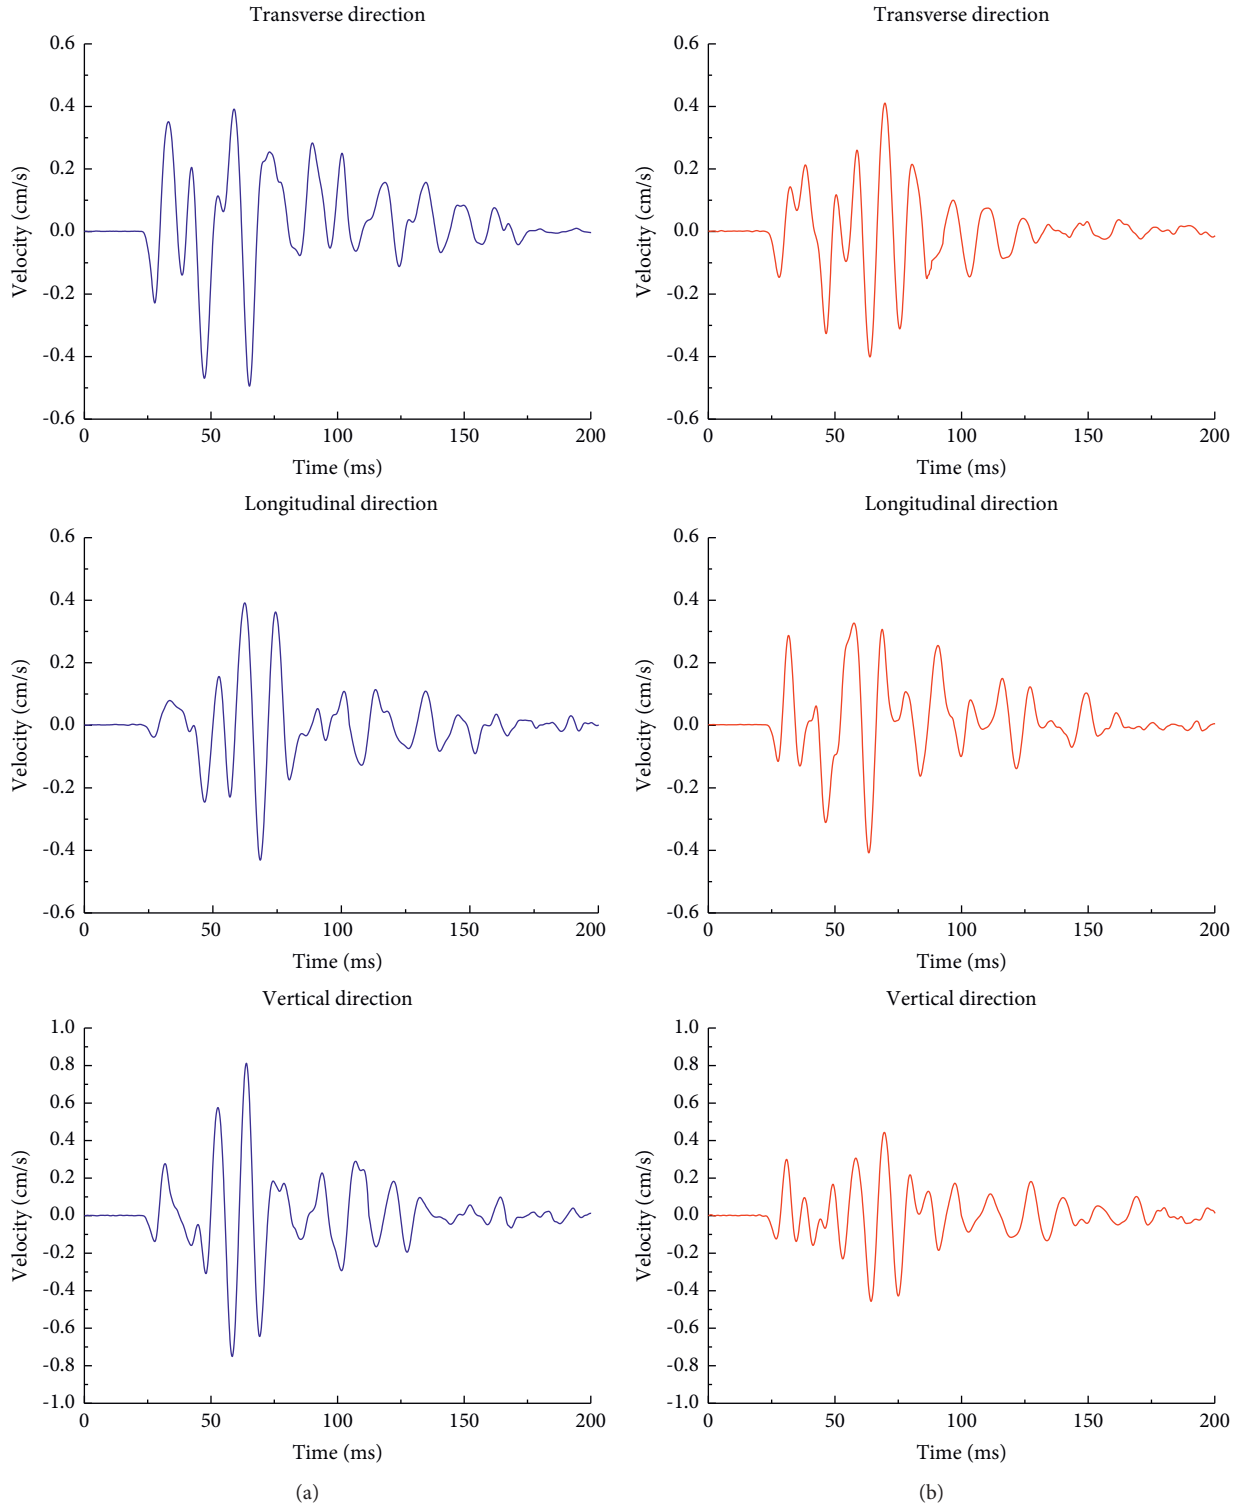 Transverse direction
0.6
0.4
0.2
0.0
-0.2
-0.4
-0.6
Velocity (cm/s)
0 50 100 150 200
Time (ms)
Transverse direction
0.6
0.4
0.2
0.0
-0.2
-0.4
-0.6
Velocity (cm/s)
0 50 100 150 200
Time (ms)
Longitudinal direction
0.6
0.4
0.2
0.0
-0.2
-0.4
-0.6
Velocity (cm/s)
0 50 100 150 200
Time (ms)
Longitudinal direction
0.6
0.4
0.2
0.0
-0.2
-0.4
-0.6
Velocity (cm/s)
0 50 100 150 200
Time (ms)
Vertical direction
1.0
0.8
0.6
0.4
0.2
0.0
-0.2
-0.4
-0.6
-0.8
-1.0
Velocity (cm/s)
0 50 100 150 200
Time (ms)
Vertical direction
1.0
0.8
0.6
0.4
0.2
0.0
-0.2
-0.4
-0.6
-0.8
-1.0
Velocity (cm/s)
0 50 100 150 200
Time (ms)
(a)
(b)